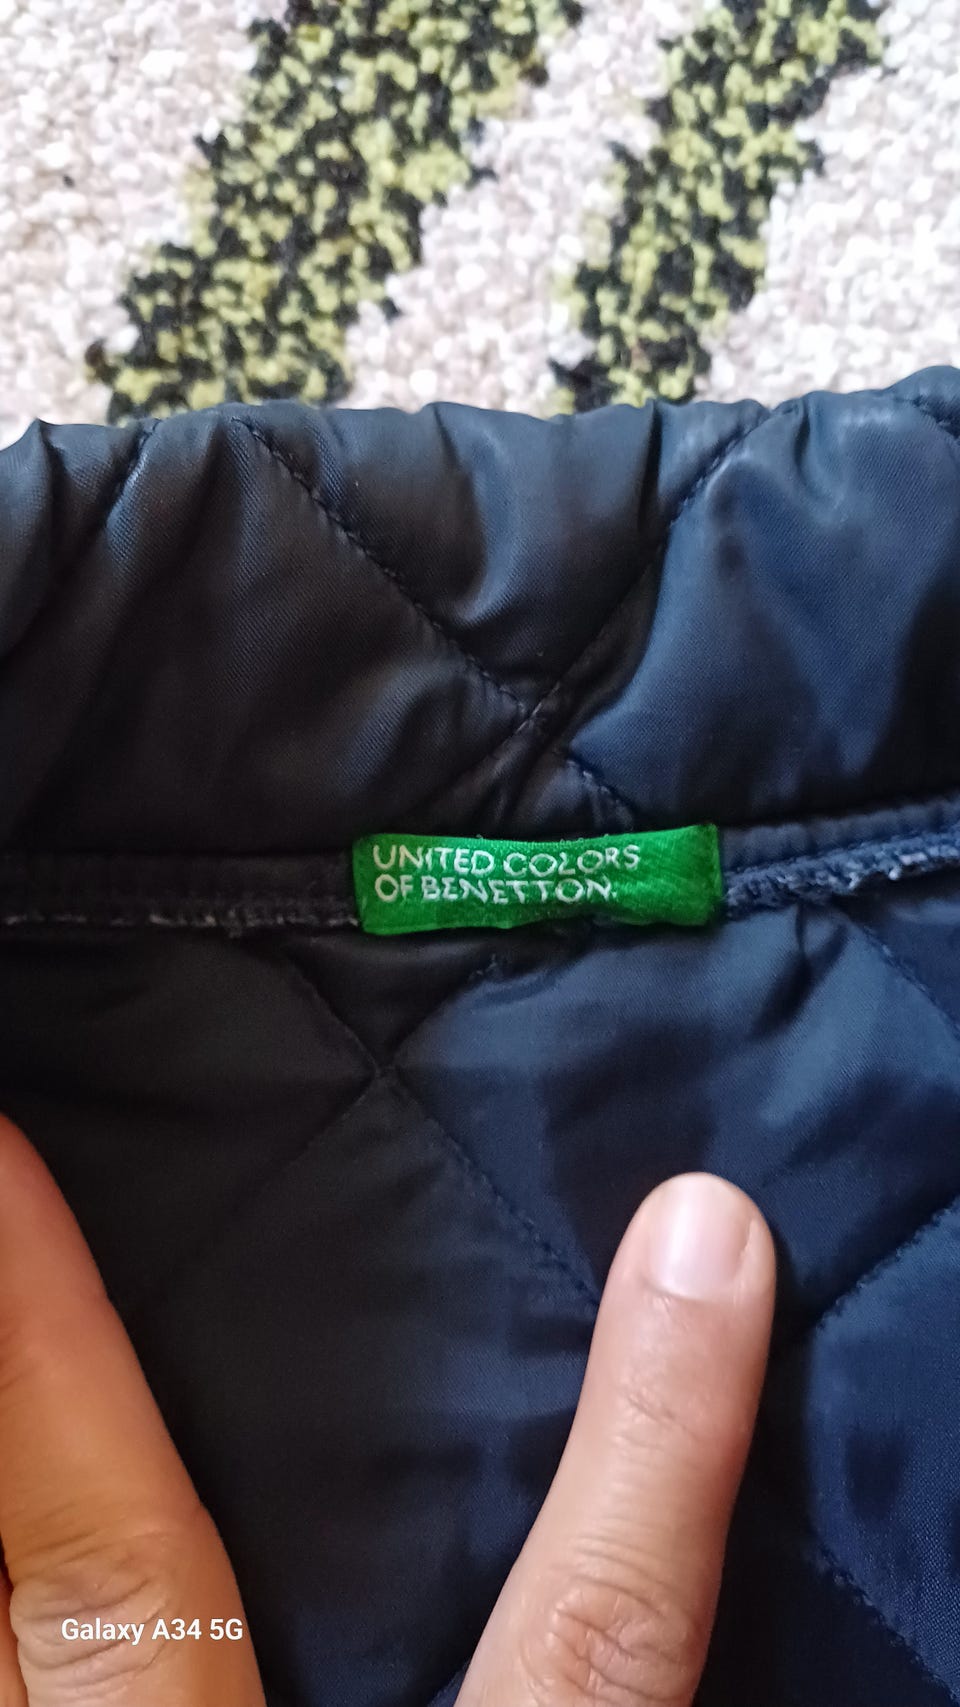 UNITED COLORS
OF BENETTON.
Galaxy A34 5G